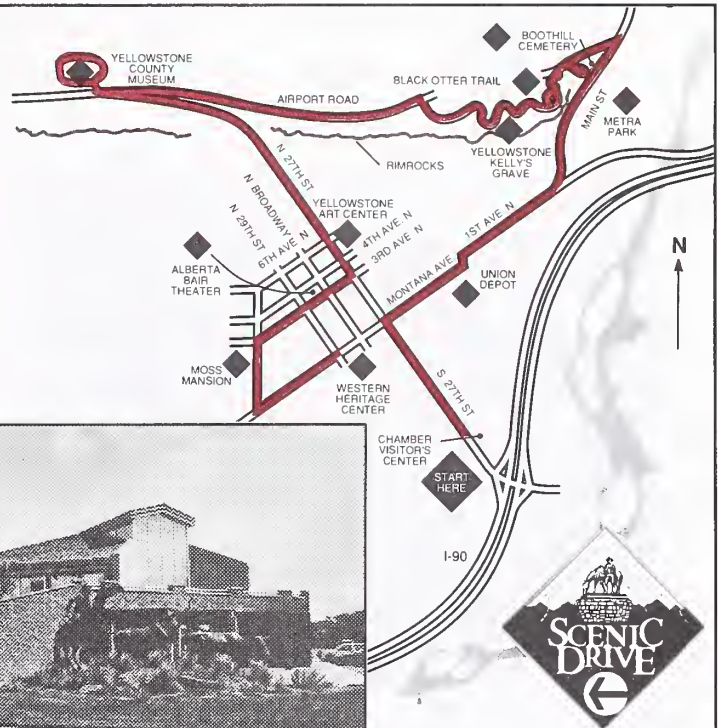 YELLOWSTONE
COUNTY
MUSEUM
BOOTHILL
CEMETERY
BLACK OTTER TRAIL
AIRPORT ROAD
MAIN ST
METRA
PARK
YELLOWSTONE
KELLY'S
GRAVE
RIMROCKS
N 27TH ST
N BROADWAY
N 29TH ST
YELLOWSTONE
ART CENTER
6TH AVE N
4TH AVE. N
3RD AVE N
1ST AVE N
MONTANA AVE
N
ALBERTA
BAIR
THEATER
UNION
DEPOT
MOSS
MANSION
WESTERN
HERITAGE
CENTER
S 27TH ST
CHAMBER
VISITOR'S
CENTER
START
HERE
I-90
SCENIC
DRIVE